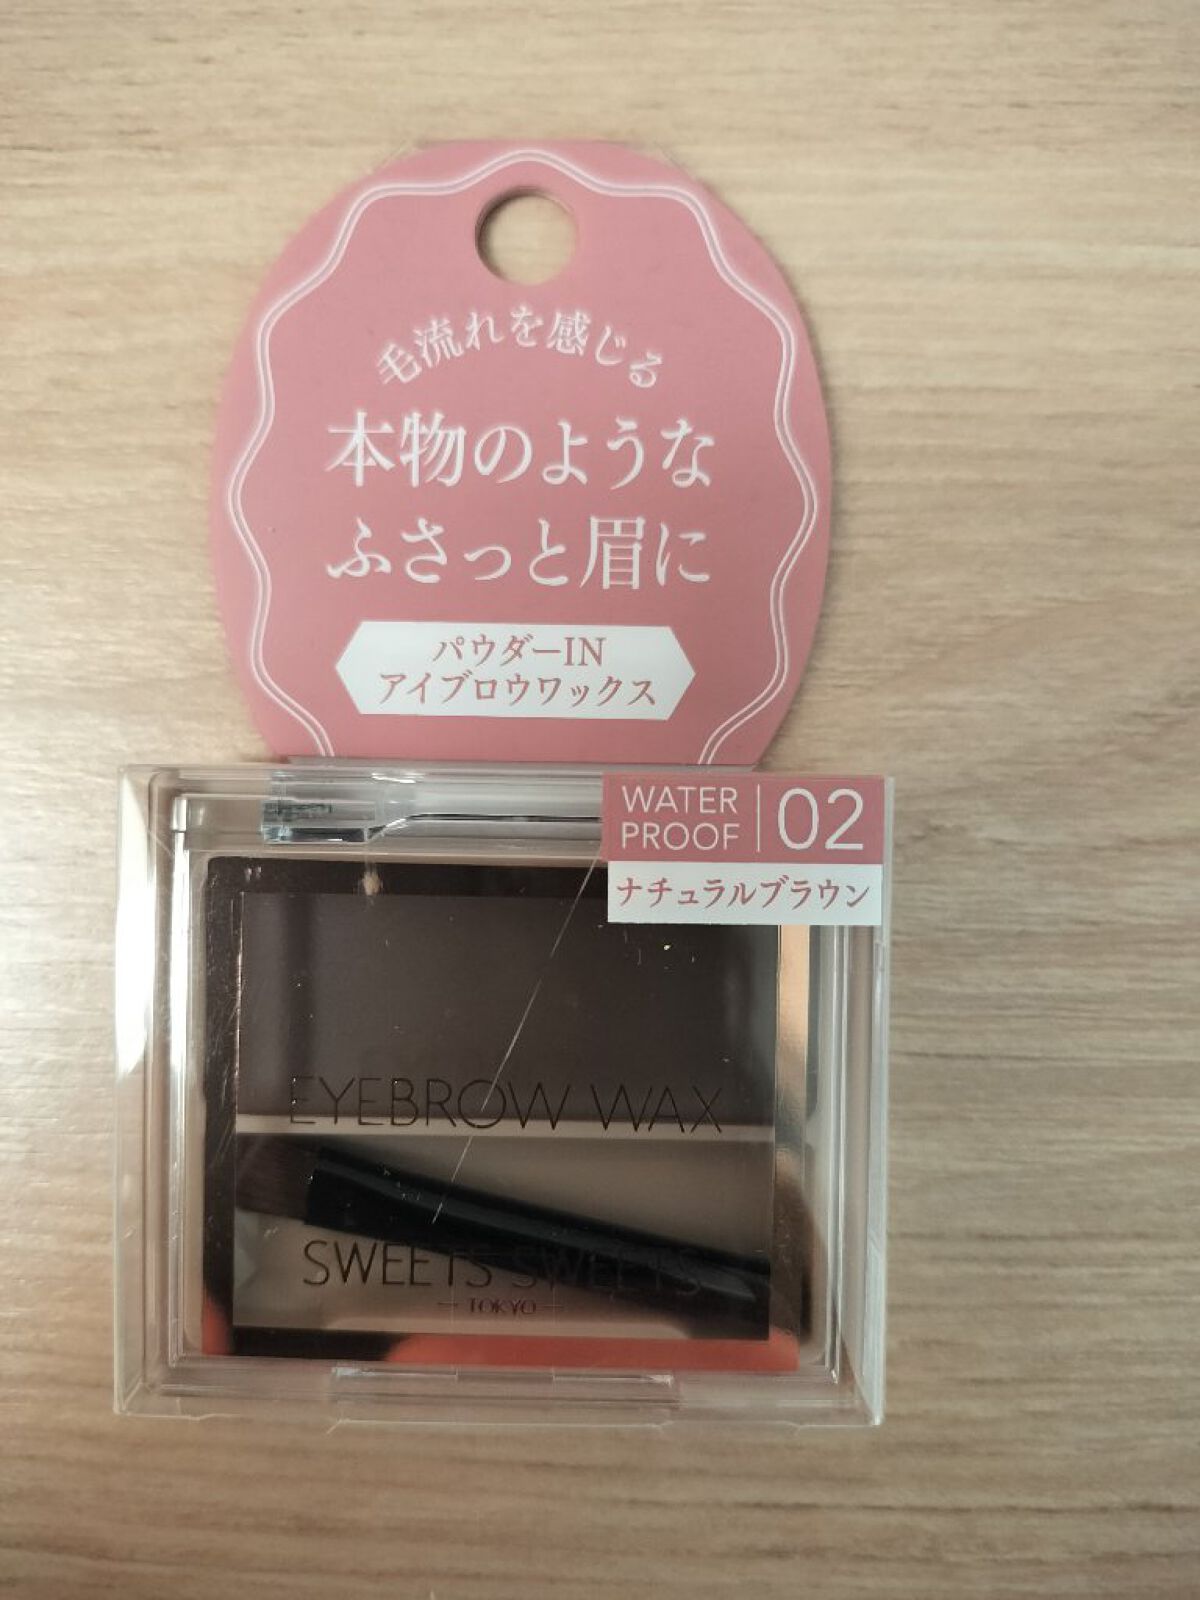 毛流れを感じる
本物のような
ふさっと眉に
パウダーIN
アイブロウワックス
WATER
PROOF
02
ナチュラルブラウン
EYEBROW WAX
SWEETS SWEETS
TOKYO